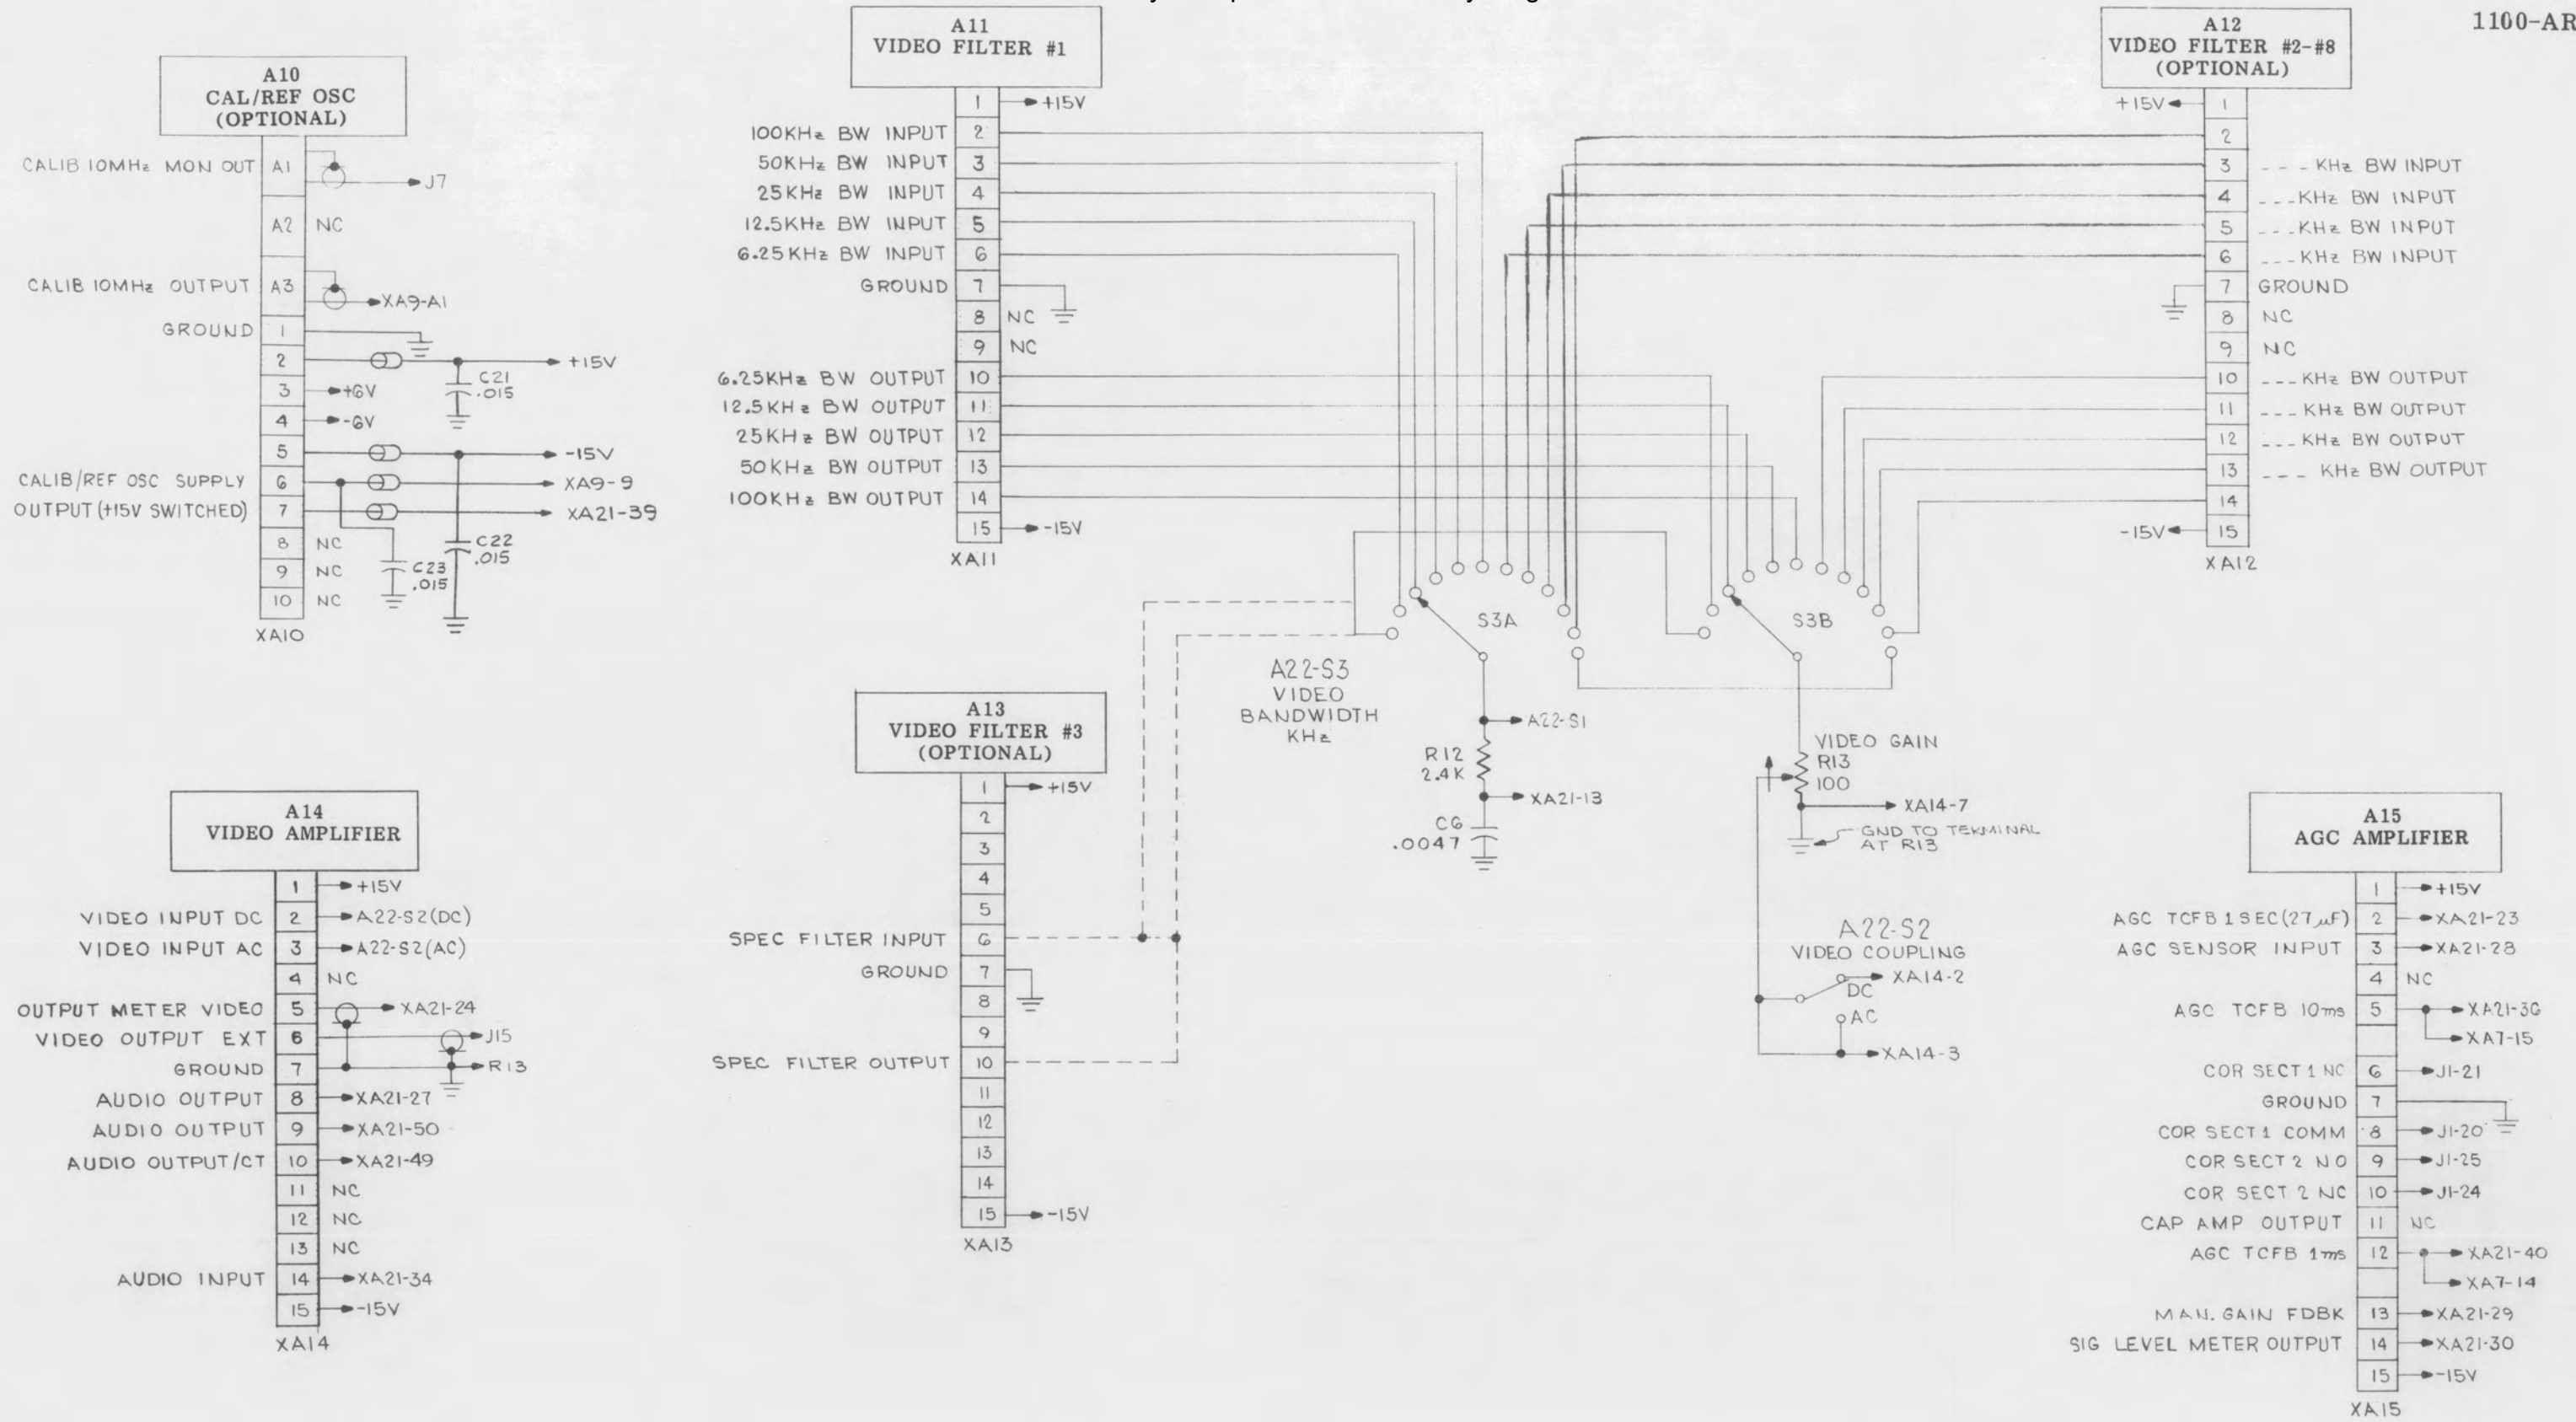 1100-AR
A10
CAL/REF OSC
(OPTIONAL)
CALIB 10MHz MON OUT A1 J7
A2 NC
CALIB 10MHz OUTPUT A3 XA9-A1
GROUND 1
2 +15V
C21
.015
3 +6V
4 -6V
5 -15V
CALIB/REF OSC SUPPLY 6 XA9-9
OUTPUT (+15V SWITCHED) 7 XA21-39
8 NC
9 NC
10 NC
C22
.015
C23
.015
XA10
A11
VIDEO FILTER #1
1 +15V
100KHz BW INPUT 2
50KHz BW INPUT 3
25KHz BW INPUT 4
12.5KHz BW INPUT 5
6.25KHz BW INPUT 6
GROUND 7
8 NC
9 NC
6.25KHz BW OUTPUT 10
12.5KHz BW OUTPUT 11
25KHz BW OUTPUT 12
50KHz BW OUTPUT 13
100KHz BW OUTPUT 14
15 -15V
XA11
A12
VIDEO FILTER #2-#8
(OPTIONAL)
+15V 1
2
3 --- KHz BW INPUT
4 ---KHz BW INPUT
5 ---KHz BW INPUT
6 ---KHz BW INPUT
7 GROUND
8 NC
9 NC
10 ---KHz BW OUTPUT
11 ---KHz BW OUTPUT
12 ---KHz BW OUTPUT
13 --- KHz BW OUTPUT
14
-15V 15
XA12
S3A
S3B
A22-S3
VIDEO
BANDWIDTH
KHz
A22-S1
R12
2.4K
XA21-13
C6
.0047
VIDEO GAIN
R13
100
XA14-7
GND TO TERMINAL
AT R13
A22-S2
VIDEO COUPLING
XA14-2
DC
AC
XA14-3
A13
VIDEO FILTER #3
(OPTIONAL)
1 +15V
2
3
4
5
SPEC FILTER INPUT 6
GROUND 7
8
9
SPEC FILTER OUTPUT 10
11
12
13
14
15 -15V
XA13
A14
VIDEO AMPLIFIER
1 +15V
VIDEO INPUT DC 2 A22-S2(DC)
VIDEO INPUT AC 3 A22-S2(AC)
4 NC
OUTPUT METER VIDEO 5 XA21-24
VIDEO OUTPUT EXT 6 J15
GROUND 7 R13
AUDIO OUTPUT 8 XA21-27
AUDIO OUTPUT 9 XA21-50
AUDIO OUTPUT/CT 10 XA21-49
11 NC
12 NC
13 NC
AUDIO INPUT 14 XA21-34
15 -15V
XA14
A15
AGC AMPLIFIER
1 +15V
AGC TCFB 1 SEC (27µF) 2 XA21-23
AGC SENSOR INPUT 3 XA21-28
4 NC
AGC TCFB 10ms 5 XA21-36
XA7-15
COR SECT 1 NC 6 J1-21
GROUND 7
COR SECT 1 COMM 8 J1-20
COR SECT 2 NO 9 J1-25
COR SECT 2 NC 10 J1-24
CAP AMP OUTPUT 11 NC
AGC TCFB 1ms 12 XA21-40
XA7-14
MAN. GAIN FDBK 13 XA21-29
SIG LEVEL METER OUTPUT 14 XA21-30
15 -15V
XA15